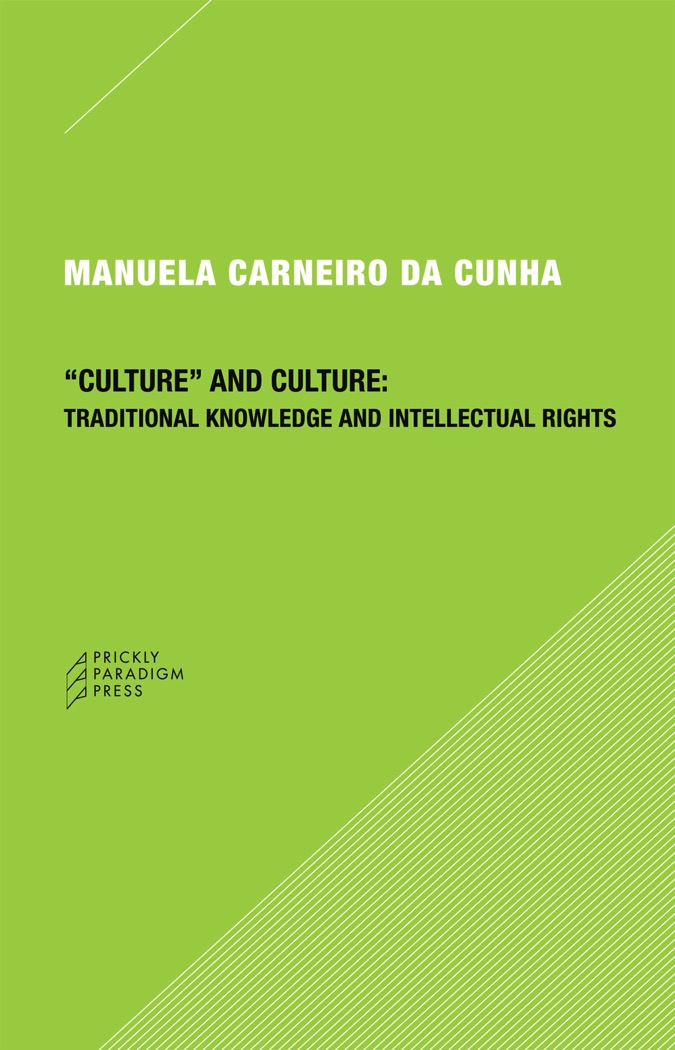 MANUELA CARNEIRO DA CUNHA
“CULTURE” AND CULTURE:
TRADITIONAL KNOWLEDGE AND INTELLECTUAL RIGHTS
PRICKLY
PARADIGM
PRESS